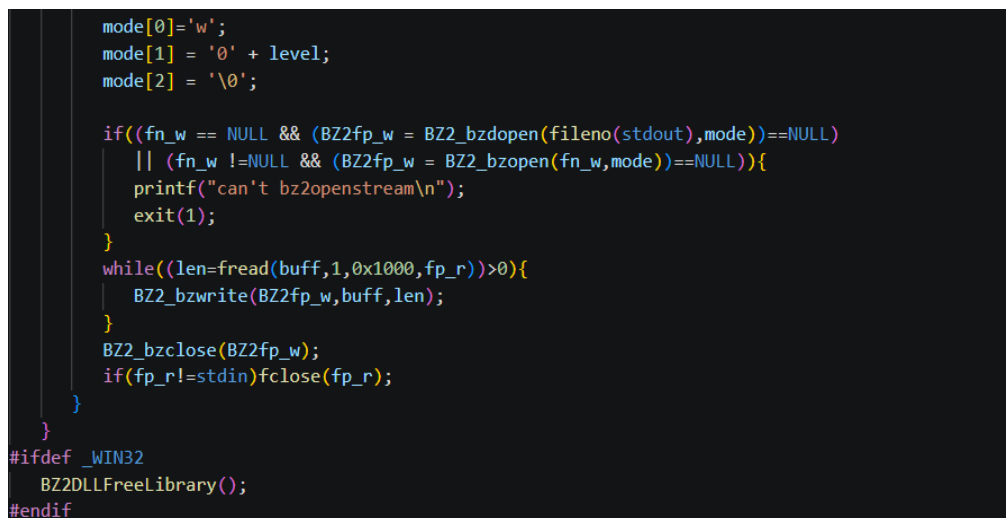 mode[0]='w';
mode[1] = '0' + level;
mode[2] = '\0';
if((fn_w == NULL && (BZ2fp_w = BZ2_bzdopen(fileno(stdout),mode))==NULL)
|| (fn_w !=NULL && (BZ2fp_w = BZ2_bzopen(fn_w,mode))==NULL)){
printf("can't bz2openstream\n");
exit(1);
}
while((len=fread(buff,1,0x1000,fp_r))>0){
BZ2_bzwrite(BZ2fp_w,buff,len);
}
BZ2_bzclose(BZ2fp_w);
if(fp_r!=stdin)fclose(fp_r);
}
}
#ifdef _WIN32
BZ2DLLFreeLibrary();
#endif